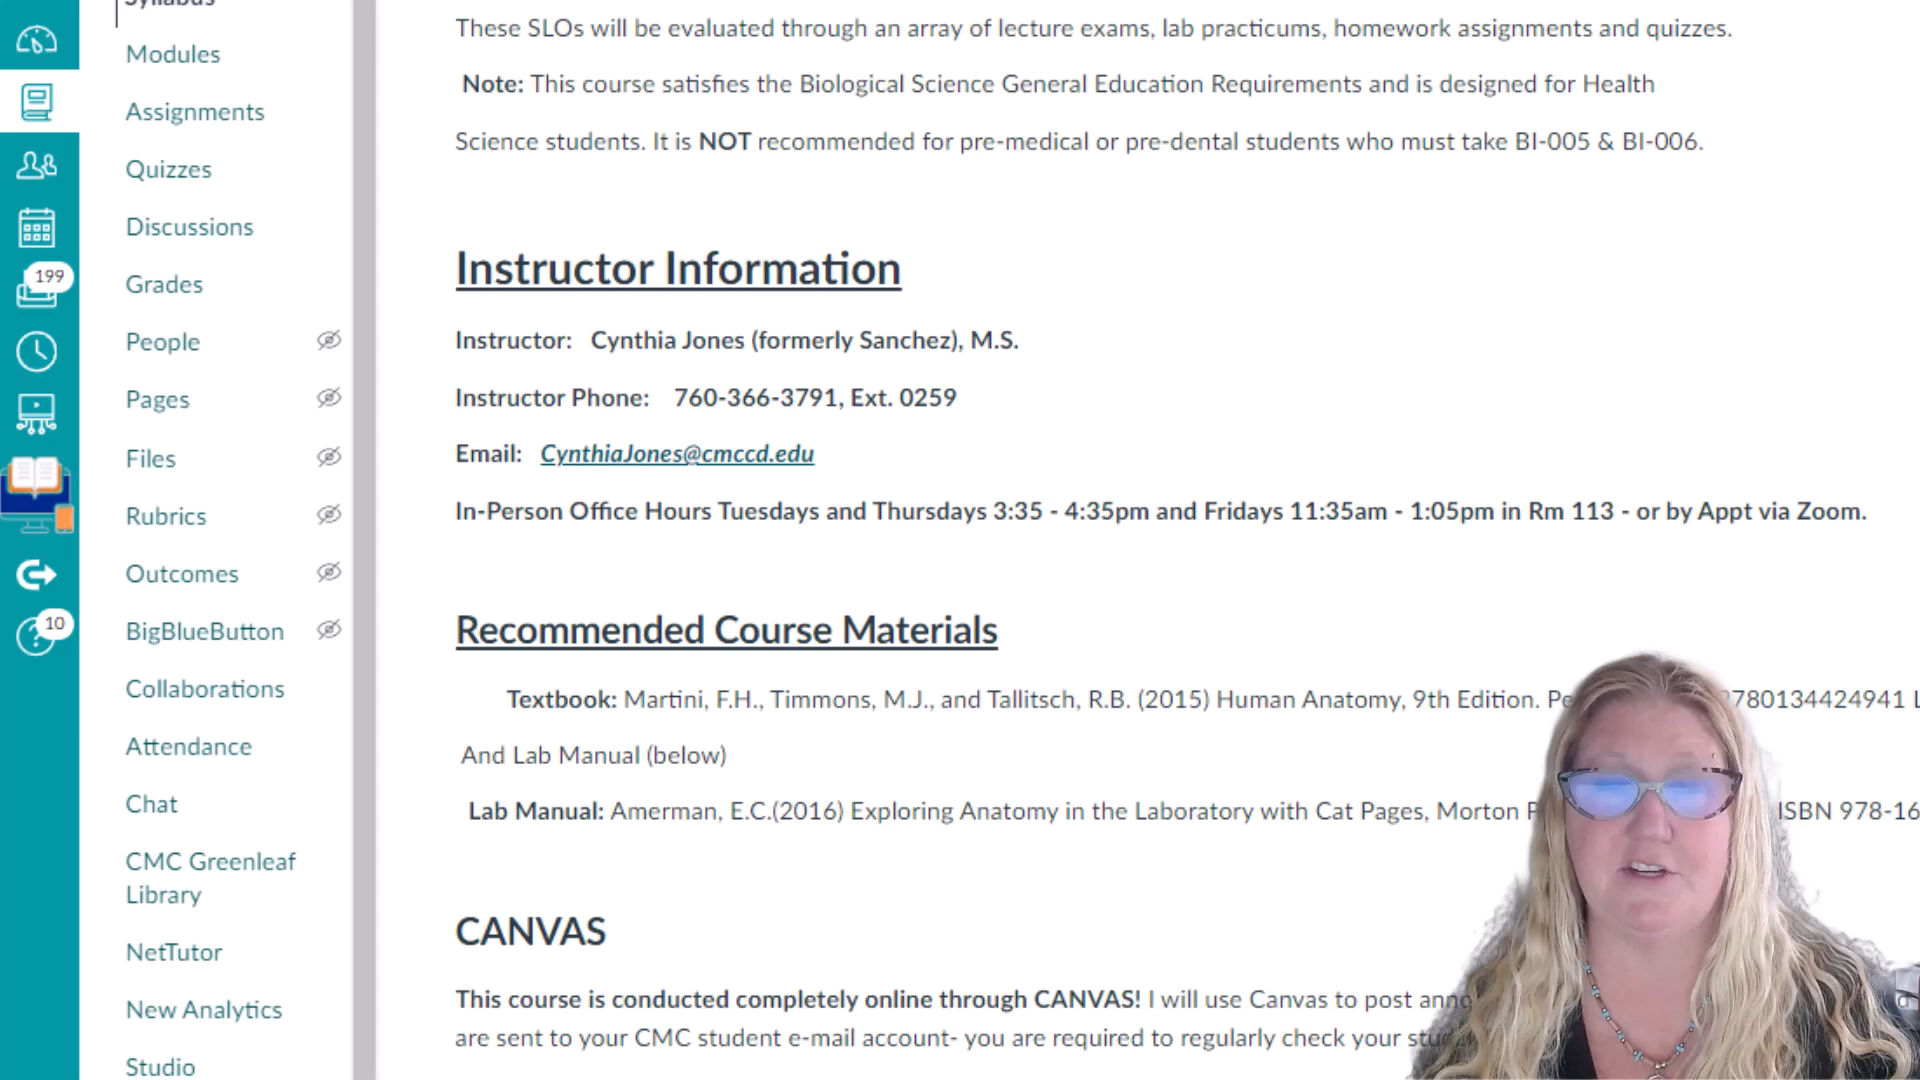 Syllabus
Modules
Assignments
Quizzes
Discussions
199
Grades
People
Pages
Files
Rubrics
Outcomes
10
BigBlueButton
Collaborations
Attendance
Chat
CMC Greenleaf
Library
NetTutor
New Analytics
Studio
These SLOs will be evaluated through an array of lecture exams, lab practicums, homework assignments and quizzes.
Note: This course satisfies the Biological Science General Education Requirements and is designed for Health
Science students. It is NOT recommended for pre-medical or pre-dental students who must take BI-005 & BI-006.
Instructor Information
Instructor: Cynthia Jones (formerly Sanchez), M.S.
Instructor Phone: 760-366-3791, Ext. 0259
Email: CynthiaJones@cmccd.edu
In-Person Office Hours Tuesdays and Thursdays 3:35 - 4:35pm and Fridays 11:35am - 1:05pm in Rm 113 - or by Appt via Zoom.
Recommended Course Materials
Textbook: Martini, F.H., Timmons, M.J., and Tallitsch, R.B. (2015) Human Anatomy, 9th Edition. 780134424941
And Lab Manual (below)
Lab Manual: Amerman, E.C.(2016) Exploring Anatomy in the Laboratory with Cat Pages, Morton ISBN 978-16
CANVAS
This course is conducted completely online through CANVAS! I will use Canvas to post
are sent to your CMC student e-mail account- you are required to regularly check your